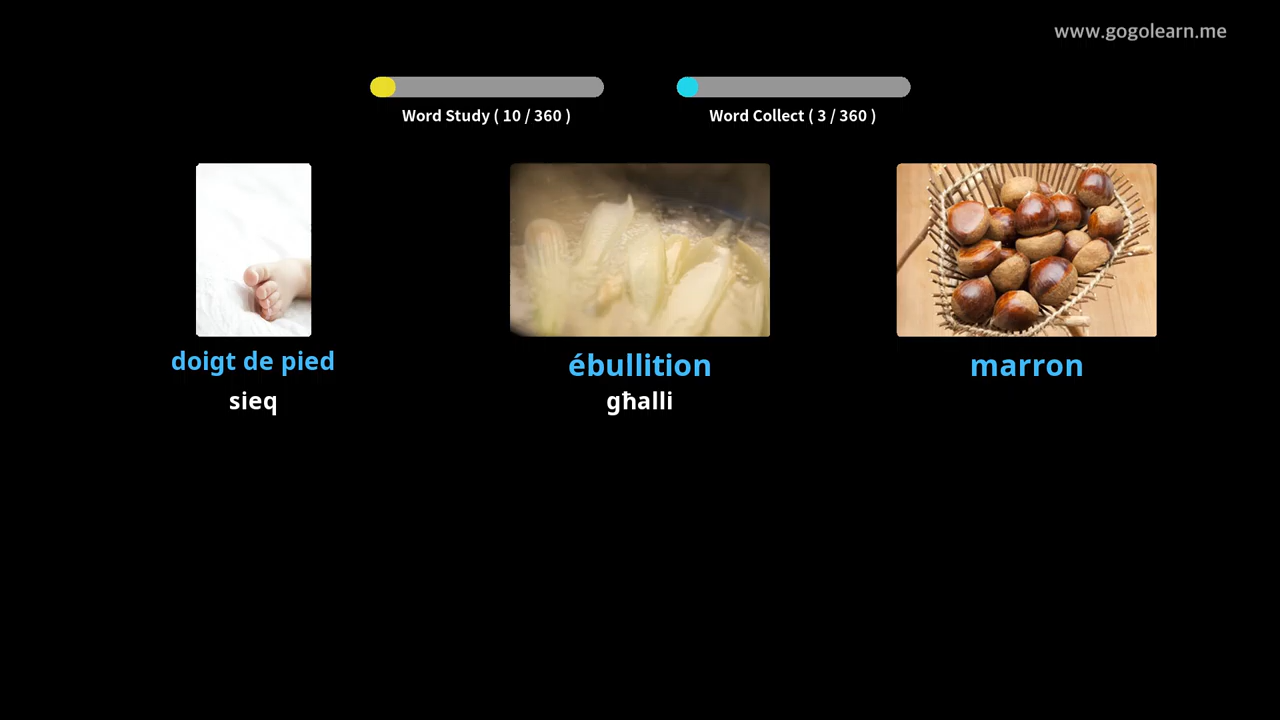 www.gogolearn.me
Word Study ( 10 / 360 )
Word Collect ( 3 / 360 )
doigt de pied
ébullition
marron
sieq
għalli